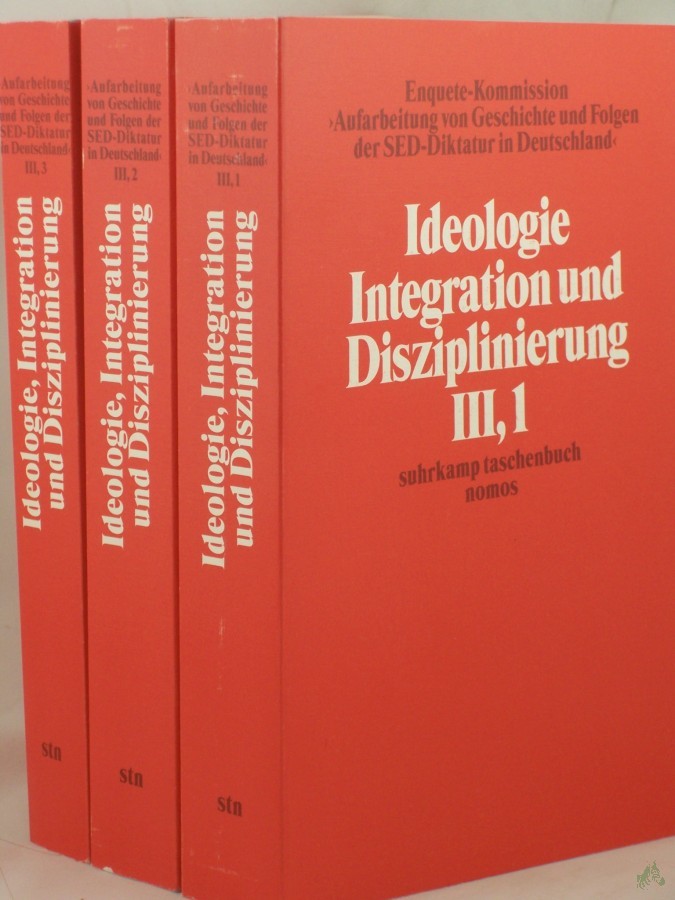 ›Aufarbeitung
von Geschichte
und Folgen der
SED-Diktatur
in Deutschland‹
III, 3
Ideologie, Integration
und Disziplinierung
stn
›Aufarbeitung
von Geschichte
und Folgen der
SED-Diktatur
in Deutschland‹
III, 2
Ideologie, Integration
und Disziplinierung
stn
›Aufarbeitung
von Geschichte
und Folgen der
SED-Diktatur
in Deutschland‹
III, 1
Ideologie, Integration
und Disziplinierung
stn
Enquete-Kommission
›Aufarbeitung von Geschichte und Folgen
der SED-Diktatur in Deutschland‹
Ideologie
Integration und
Disziplinierung
III, 1
suhrkamp taschenbuch
nomos